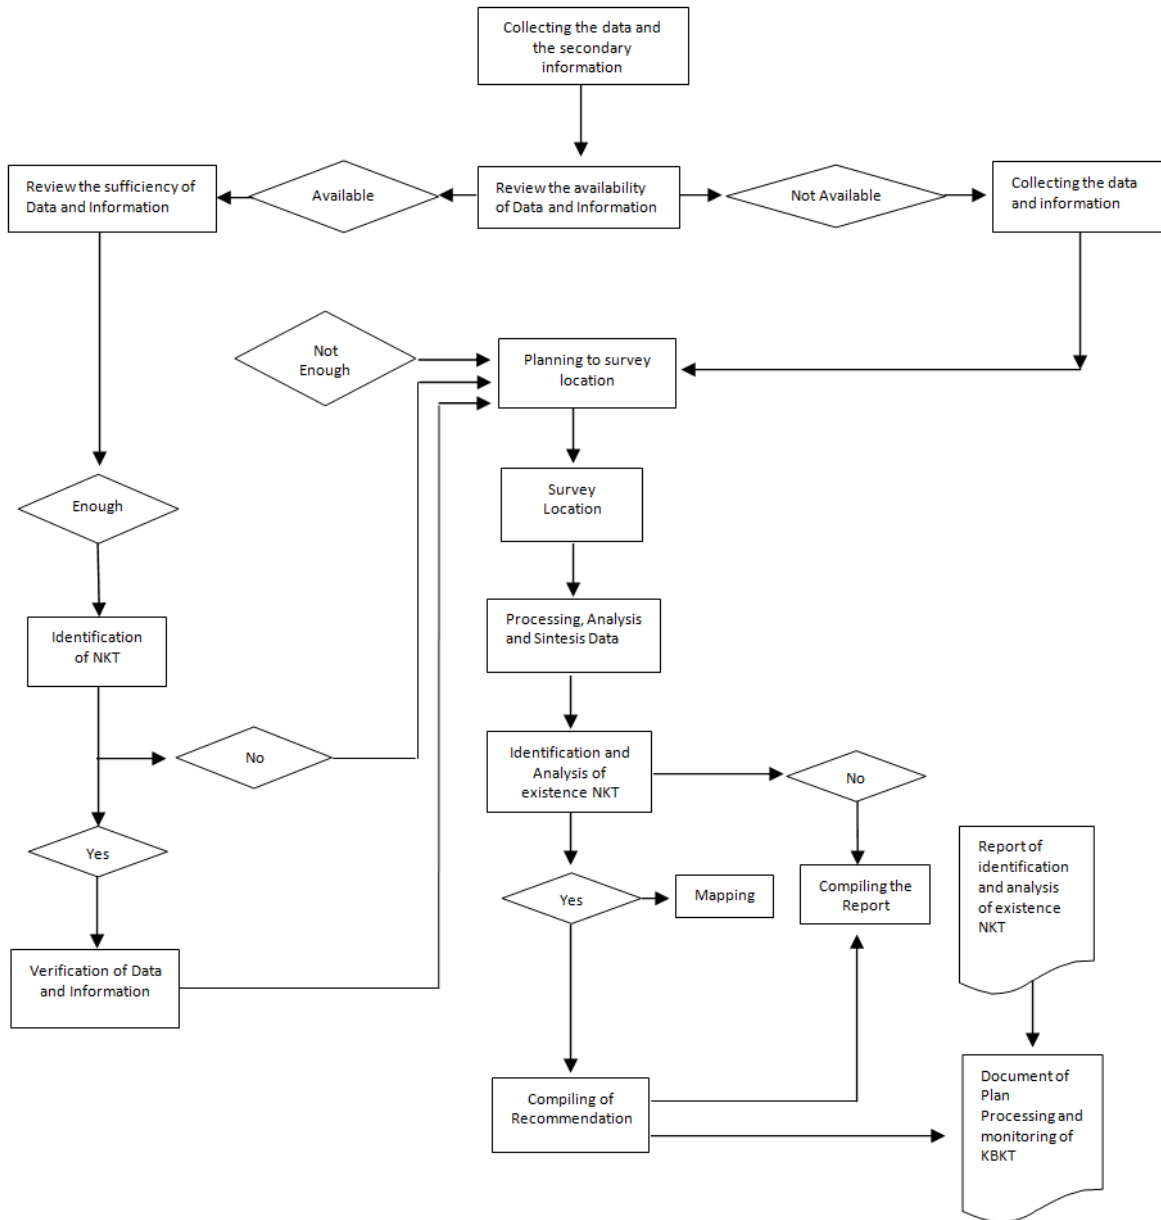 Collecting the data and
the secondary
information
Review the sufficiency of
Data and Information
Available
Review the availability
of Data and Information
Not Available
Collecting the data
and information
Not
Enough
Planning to survey
location
Enough
Survey
Location
Identification
of NKT
Processing, Analysis
and Sintesis Data
No
Identification and
Analysis of
existence NKT
No
Yes
Yes
Mapping
Compiling the
Report
Report of
identification
and analysis
of existence
NKT
Verification of Data
and Information
Compiling of
Recommendation
Document of
Plan
Processing and
monitoring of
KBKT